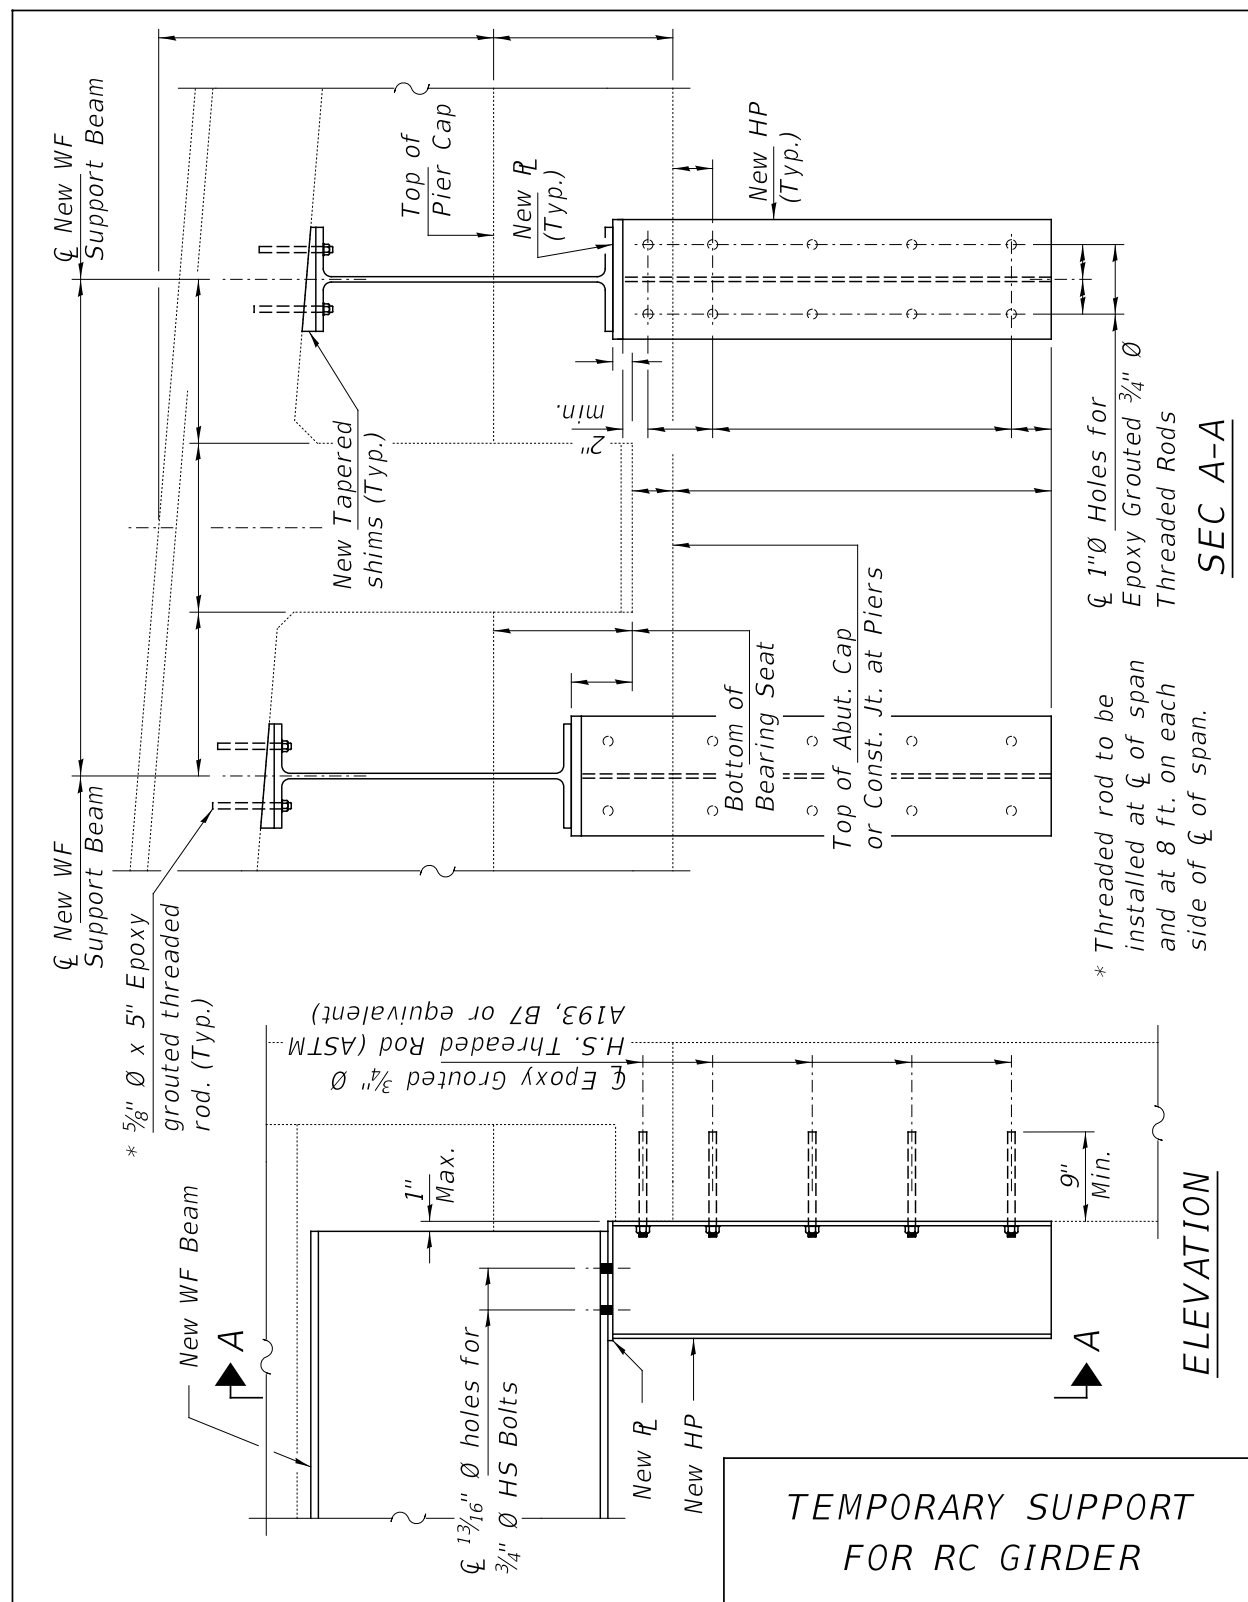 ℄ New WF
Support Beam
Top of
Pier Cap
New ⅊
(Typ.)
New HP
(Typ.)
New Tapered
shims (Typ.)
2"
min.
℄ 1"Ø Holes for
Epoxy Grouted 3/4" Ø
Threaded Rods
SEC A-A
Bottom of
Bearing Seat
Top of Abut. Cap
or Const. Jt. at Piers
℄ New WF
Support Beam
* 5/8" Ø x 5" Epoxy
grouted threaded
rod. (Typ.)
* Threaded rod to be
installed at ℄ of span
and at 8 ft. on each
side of ℄ of span.
℄ Epoxy Grouted 3/4" Ø
H.S. Threaded Rod (ASTM
A193, B7 or equivalent)
New WF Beam
1"
Max.
9"
Min.
A
A
℄ 13/16" Ø holes for
3/4" Ø HS Bolts
New ⅊
New HP
ELEVATION
TEMPORARY SUPPORT
FOR RC GIRDER